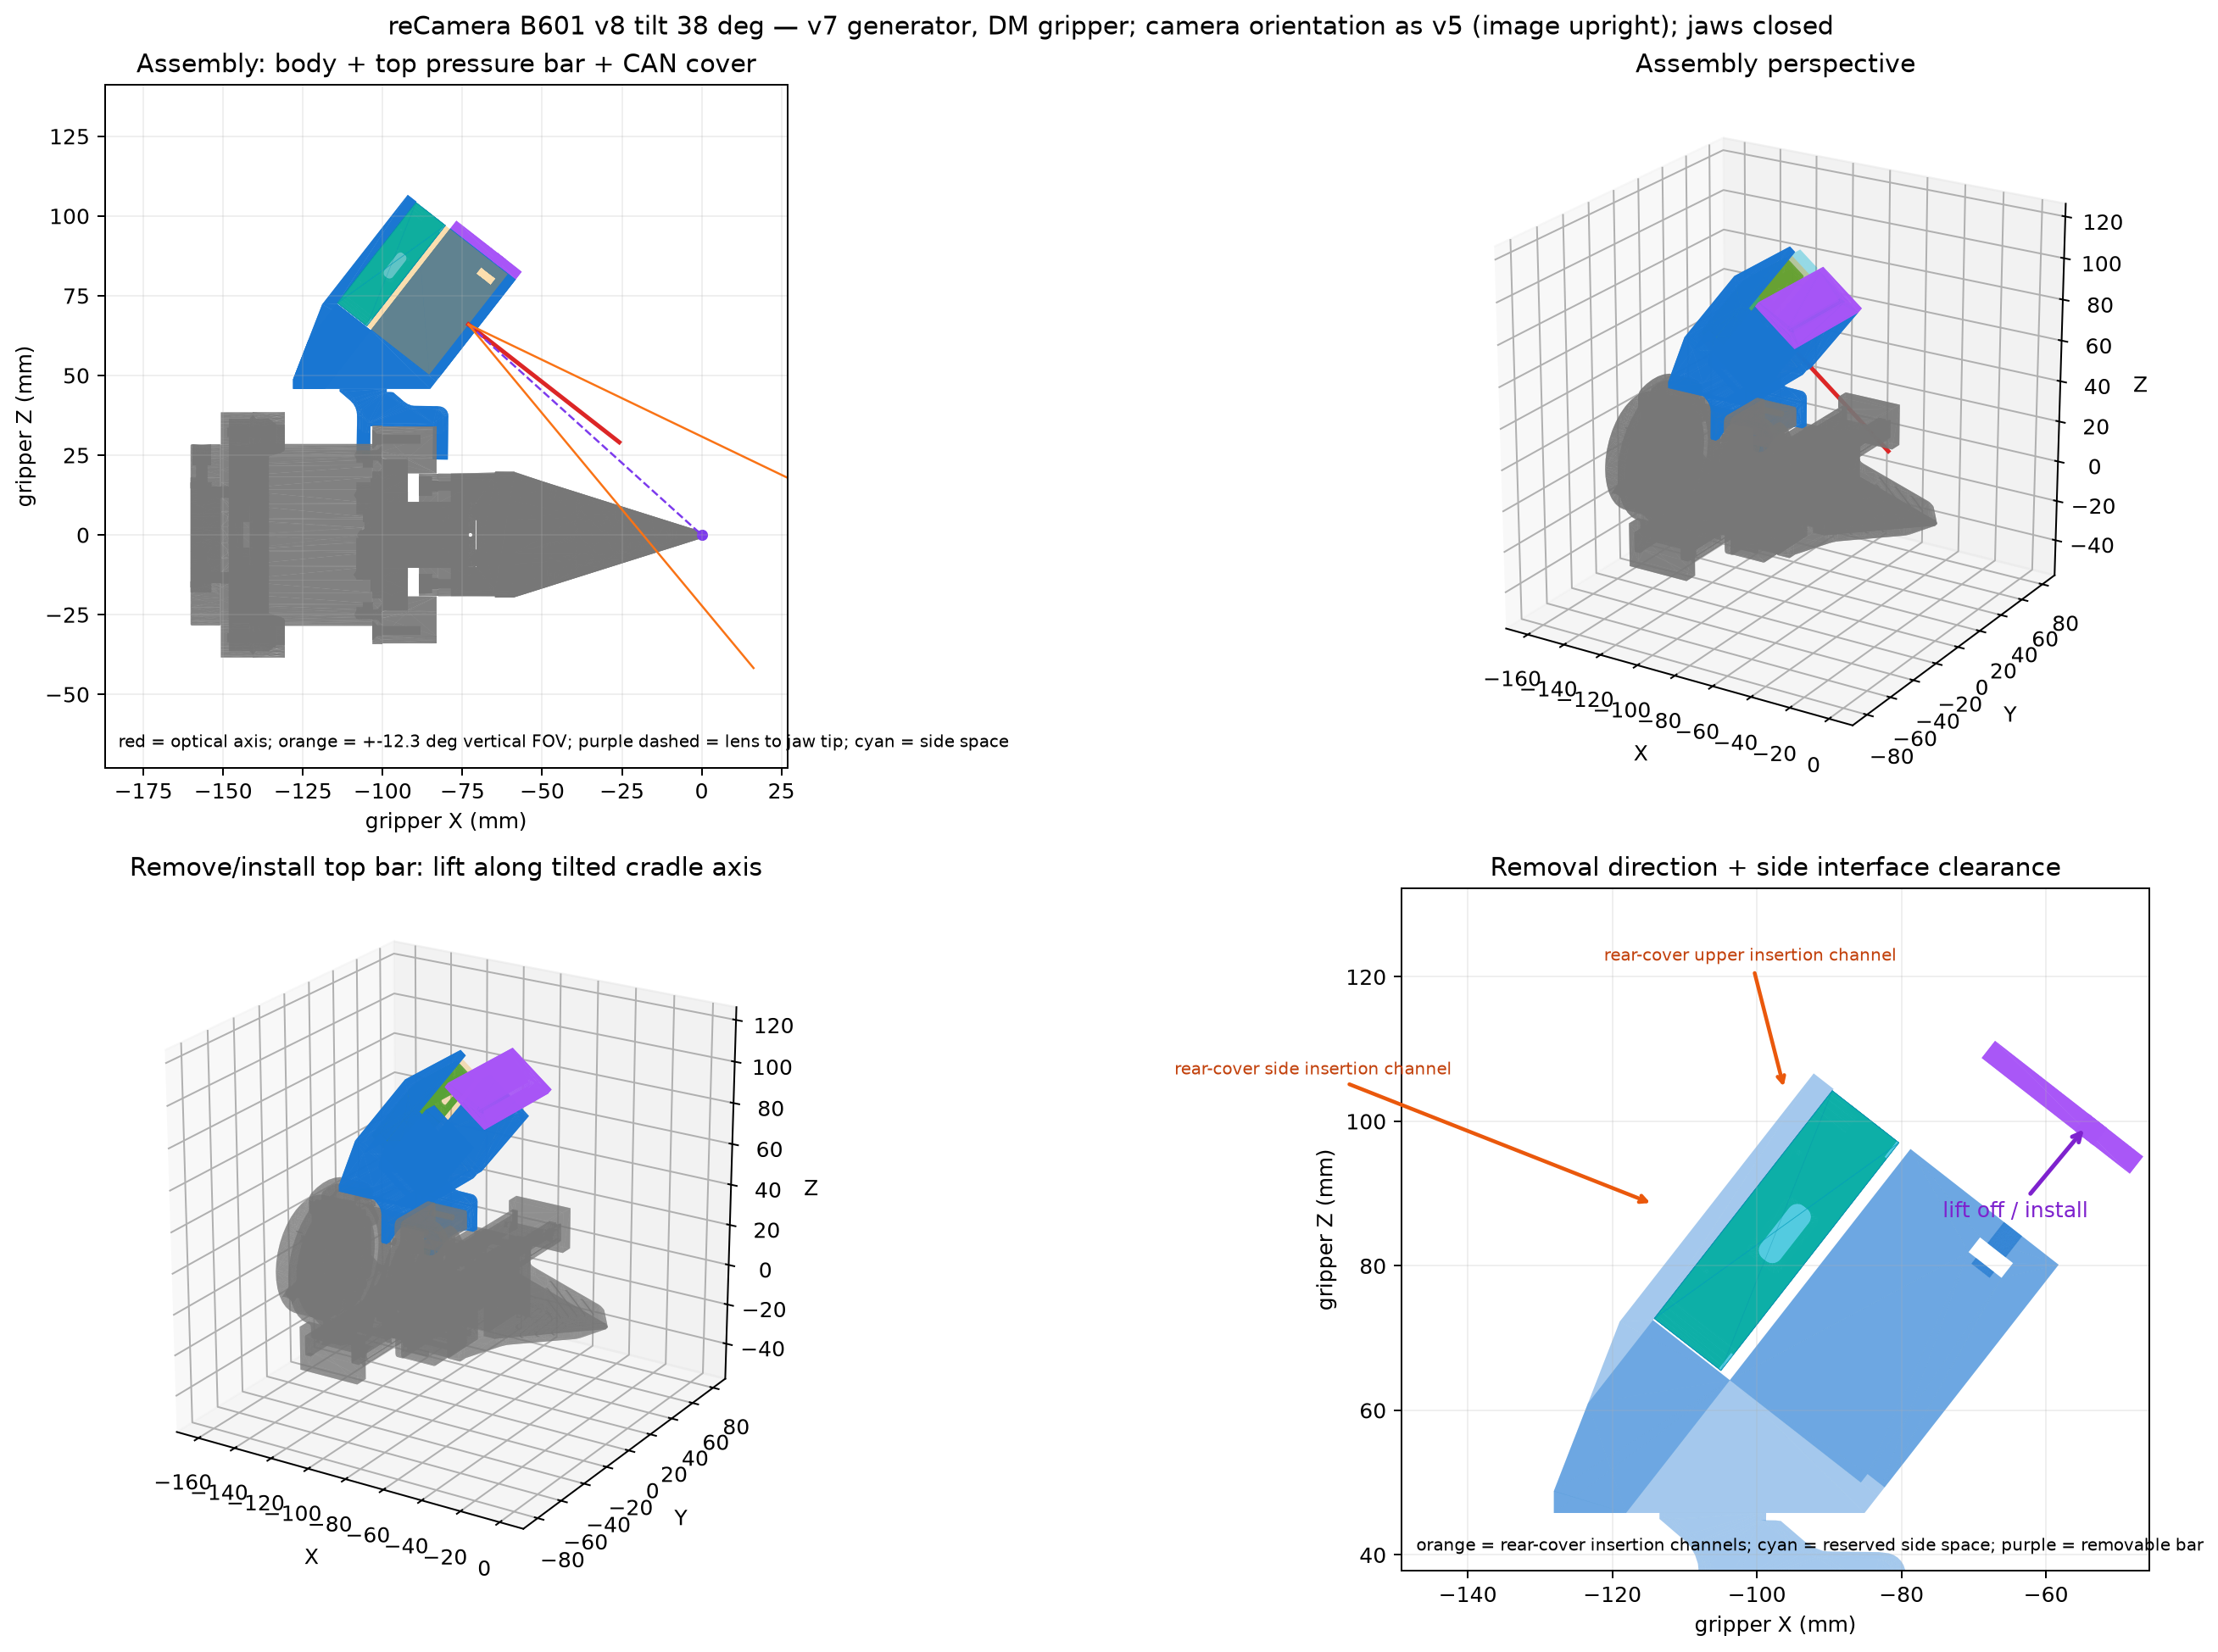 reCamera B601 v8 tilt 38 deg — v7 generator, DM gripper; camera orientation as v5 (image upright); jaws closed
Assembly: body + top pressure bar + CAN cover
125
100
75
50
25
0
−25
−50
gripper Z (mm)
red = optical axis; orange = +-12.3 deg vertical FOV; purple dashed = lens to jaw tip; cyan = side space
−175 −150 −125 −100 −75 −50 −25 0 25
gripper X (mm)
Assembly perspective
120
100
80
60
40
20
0
−20
−40
Z
−160 −140 −120 −100 −80 −60 −40 −20 0
X
−80 −60 −40 −20 0 20 40 60 80
Y
Remove/install top bar: lift along tilted cradle axis
120
100
80
60
40
20
0
−20
−40
Z
−160 −140 −120 −100 −80 −60 −40 −20 0
X
−80 −60 −40 −20 0 20 40 60 80
Y
Removal direction + side interface clearance
rear-cover upper insertion channel
rear-cover side insertion channel
lift off / install
120
100
80
60
40
gripper Z (mm)
orange = rear-cover insertion channels; cyan = reserved side space; purple = removable bar
−140 −120 −100 −80 −60
gripper X (mm)